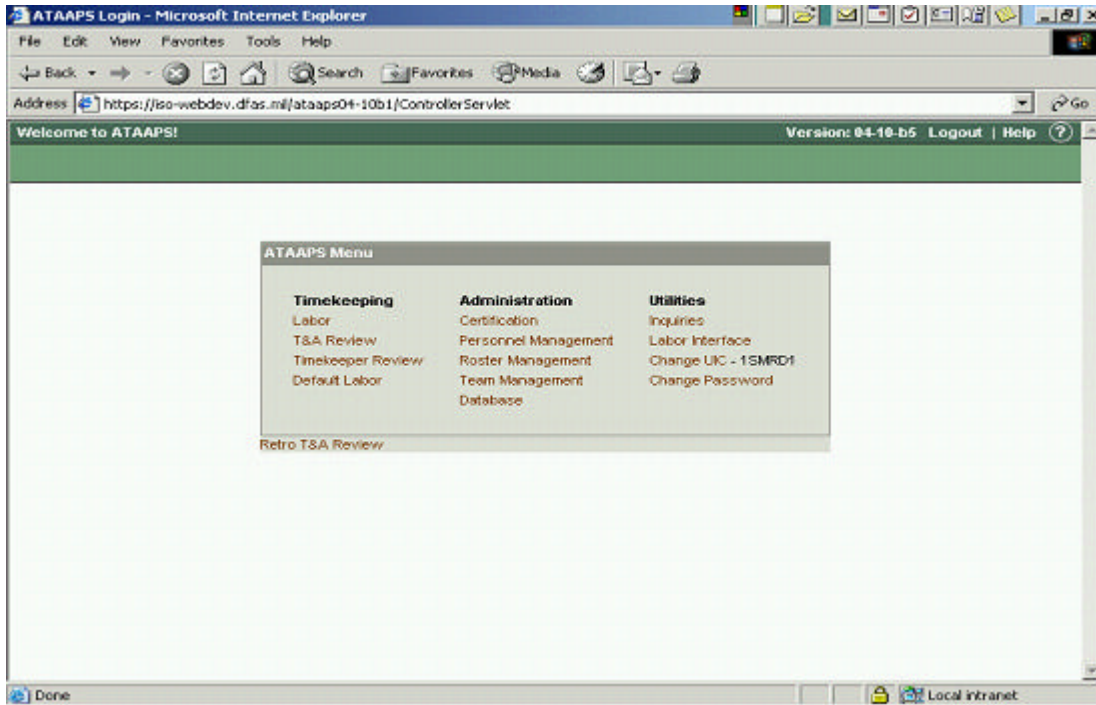 ATAAPS Login - Microsoft Internet Explorer
File Edit View Favorites Tools Help
Back Search Favorites Media
Address https://iso-webdev.dfas.mil/ataaps04-10b1/ControllerServlet Go
Welcome to ATAAPS! Version: 04-10-b5 Logout | Help ?
ATAAPS Menu
Timekeeping Administration Utilities
Labor Certification Inquiries
T&A Review Personnel Management Labor Interface
Timekeeper Review Roster Management Change UIC - 1SMRD1
Default Labor Team Management Change Password
Database
Retro T&A Review
Done Local intranet